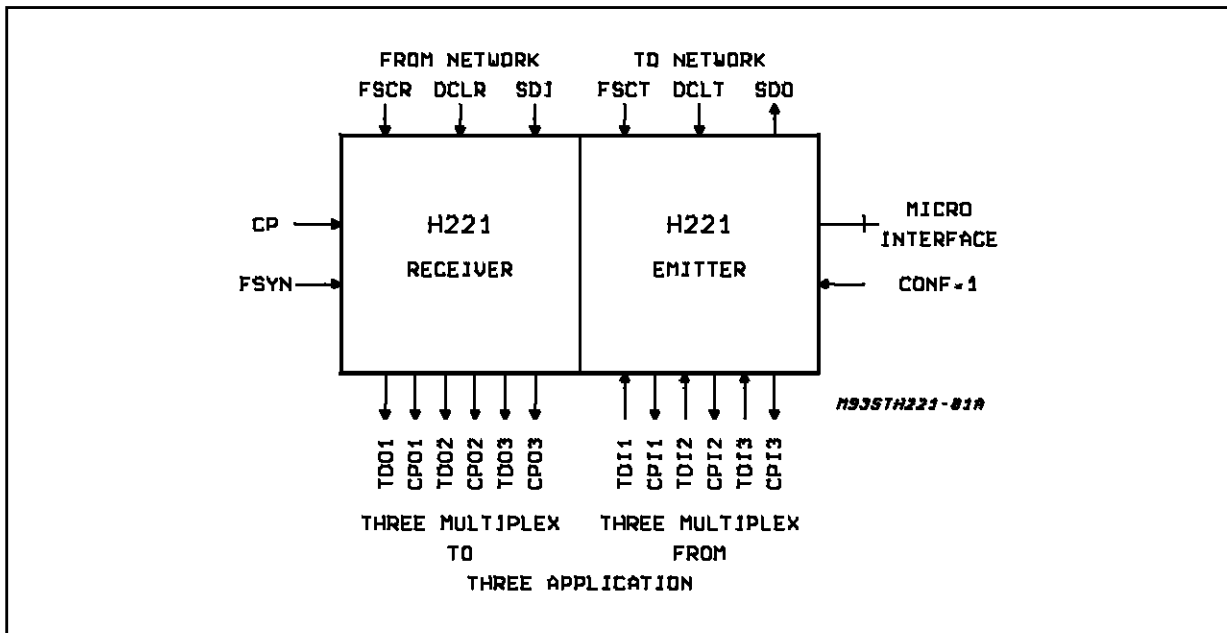 FROM NETWORK
TO NETWORK
FSCR DCLR SDI
FSCT DCLT SDO
CP
FSYN
H221
RECEIVER
H221
EMITTER
MICRO
INTERFACE
CONF=1
M93STH221-01A
TDO1
CPO1
TDO2
CPO2
TDO3
CPO3
TDI1
CPI1
TDI2
CPI2
TDI3
CPI3
THREE MULTIPLEX
TO
THREE MULTIPLEX
FROM
THREE APPLICATION